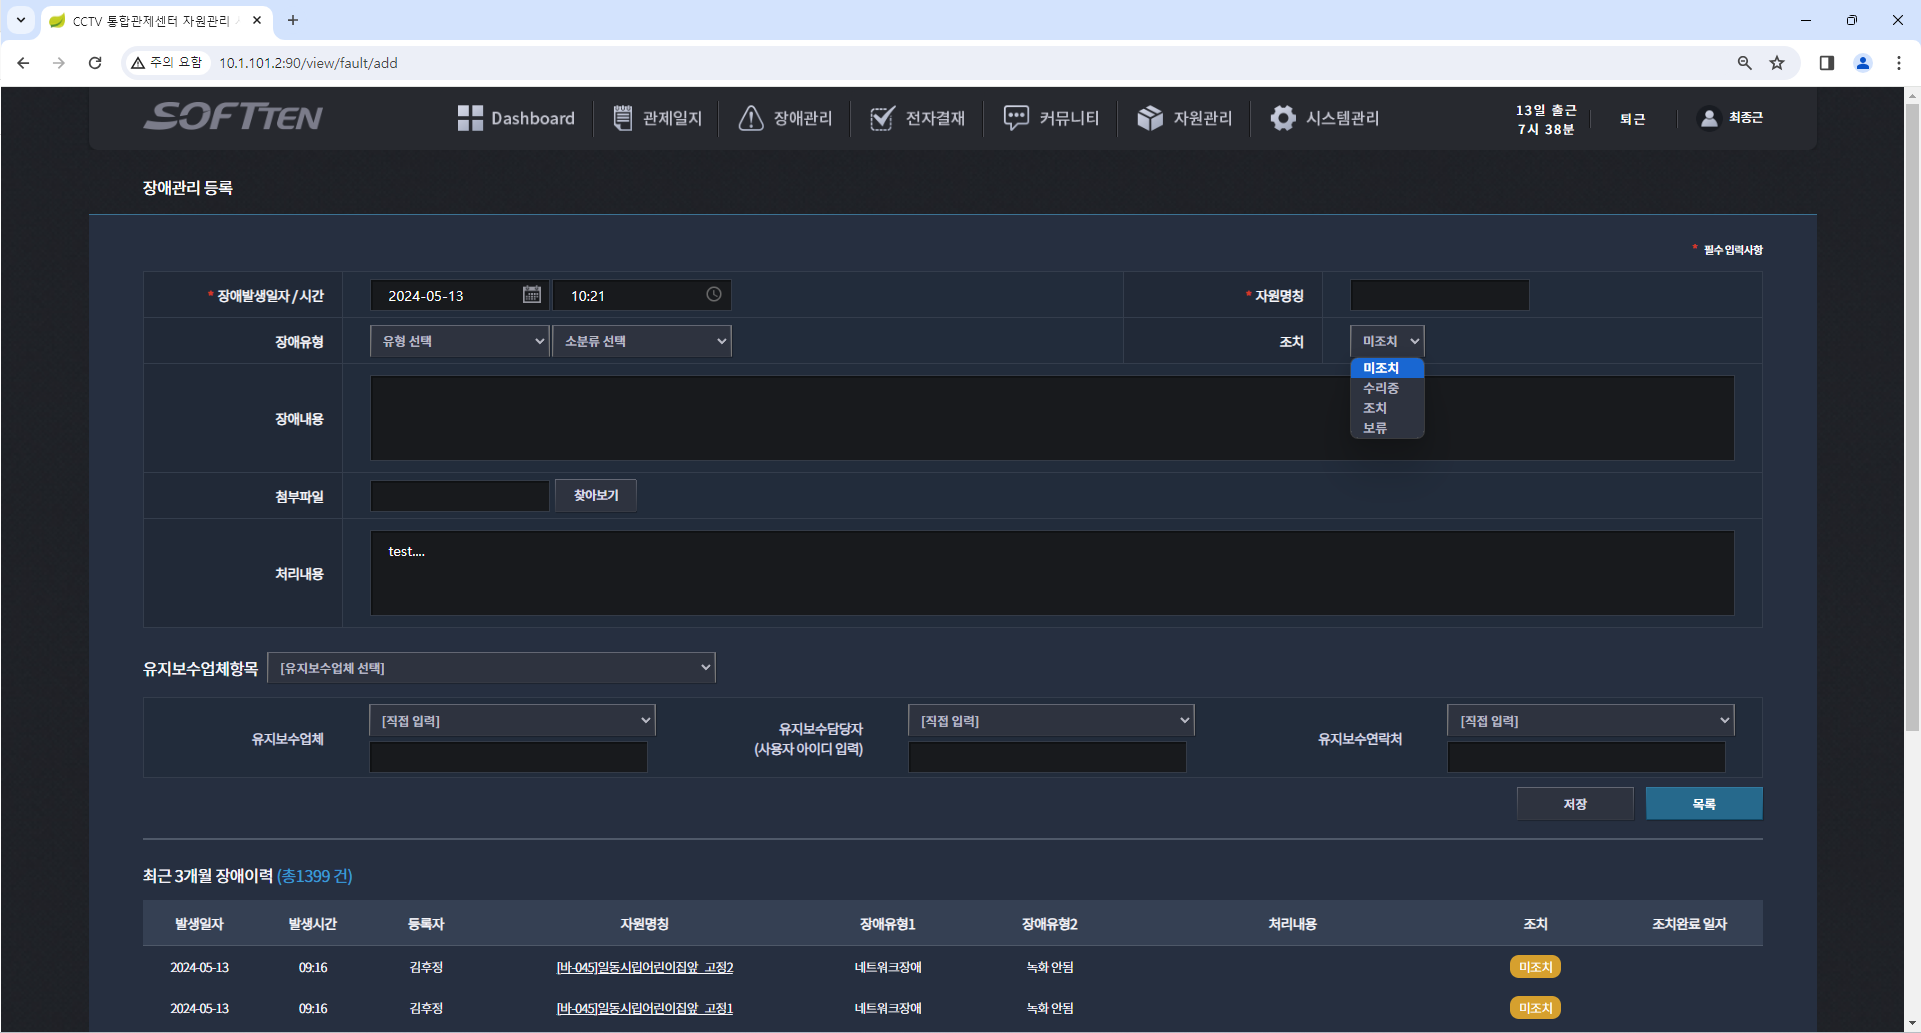 CCTV 통합관제센터 자원관리
주의 요함 10.1.101.2:90/view/fault/add
SOFTTEN Dashboard 관제일지 장애관리 전자결재 커뮤니티 자원관리 시스템관리 13일 출근 퇴근 최종근
7시 38분
장애관리 등록
* 필수 입력사항
* 장애발생일자 / 시간 2024-05-13 10:21 * 자원명칭
장애유형 유형 선택 소분류 선택 조치 미조치
미조치
수리중
조치
보류
장애내용
첨부파일 찾아보기
처리내용 test....
유지보수업체항목 [유지보수업체 선택]
유지보수업체 [직접 입력] 유지보수담당자 [직접 입력] 유지보수연락처 [직접 입력]
(사용자 아이디 입력)
저장 목록
최근 3개월 장애이력 (총1399 건)
발생일자 발생시간 등록자 자원명칭 장애유형1 장애유형2 처리내용 조치 조치완료 일자
2024-05-13 09:16 김후정 [바-045]일동시립어린이집앞_고정2 네트워크장애 녹화 안됨 미조치
2024-05-13 09:16 김후정 [바-045]일동시립어린이집앞_고정1 네트워크장애 녹화 안됨 미조치